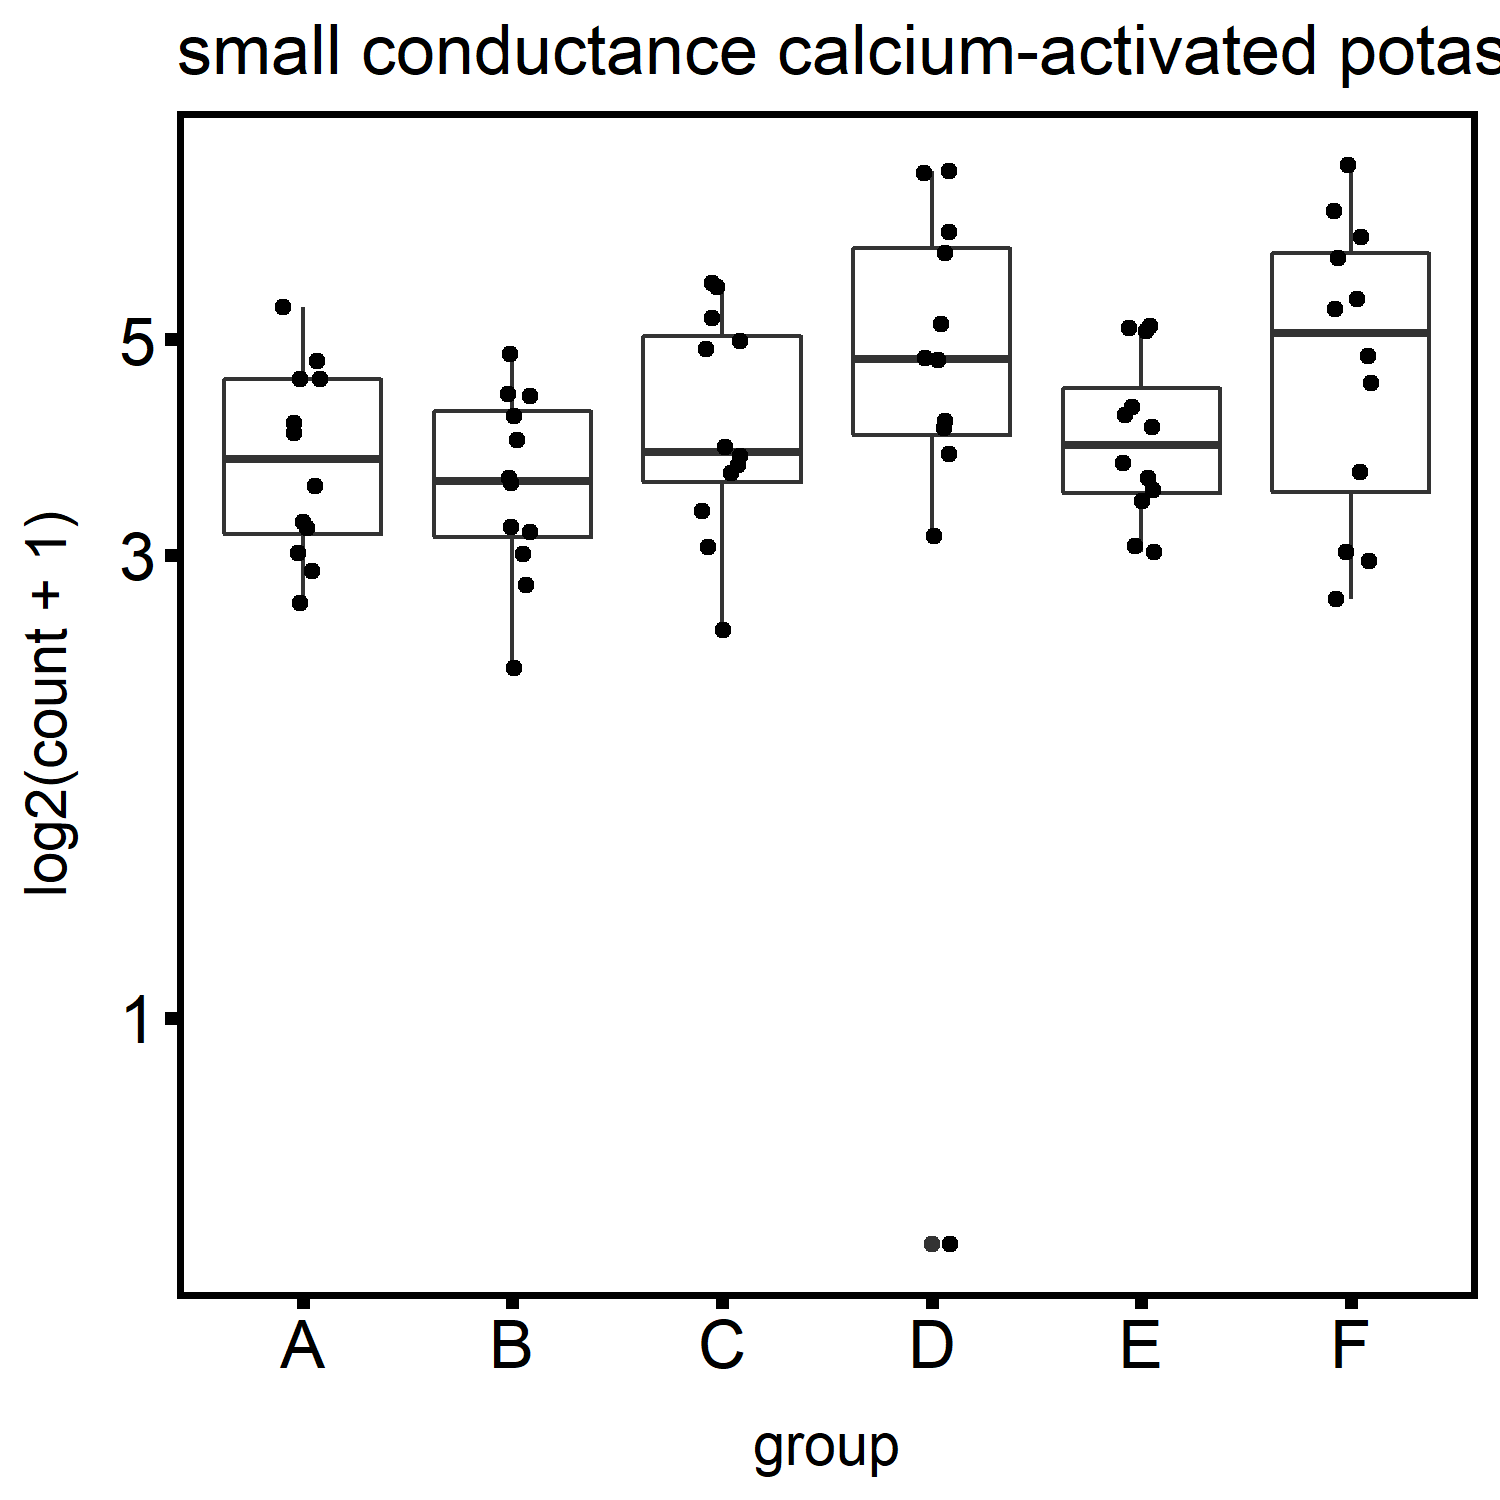 small conductance calcium-activated potas
log2(count + 1)
5
3
1
A B C D E F
group